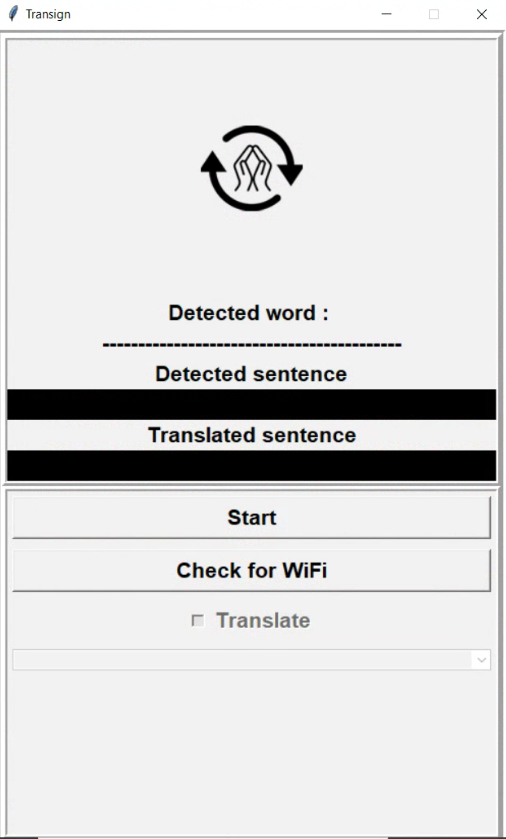 Transign
Detected word :
------------------------------------------
Detected sentence
Translated sentence
Start
Check for WiFi
Translate